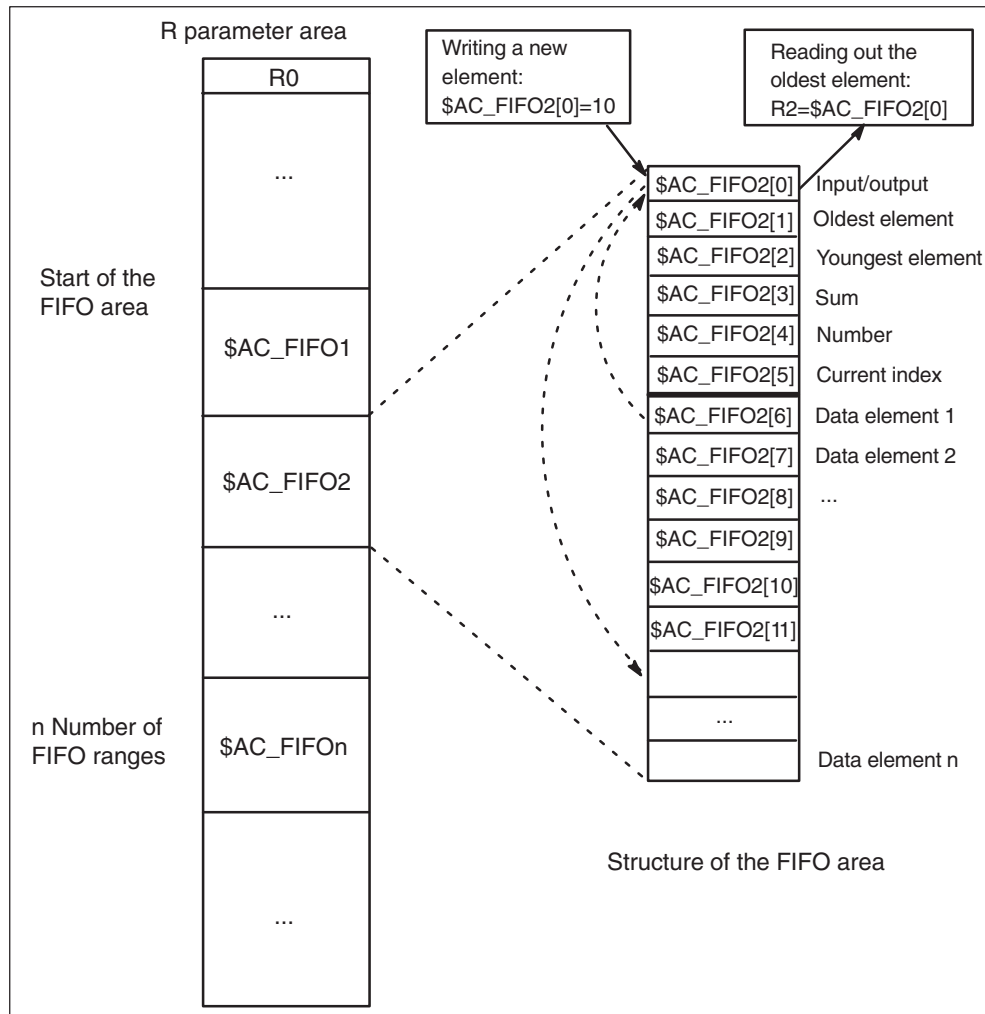 R parameter area
R0
...
Start of the
FIFO area
$AC_FIFO1
$AC_FIFO2
...
n Number of
FIFO ranges
$AC_FIFOn
...
Writing a new
element:
$AC_FIFO2[0]=10
Reading out the
oldest element:
R2=$AC_FIFO2[0]
$AC_FIFO2[0] Input/output
$AC_FIFO2[1] Oldest element
$AC_FIFO2[2] Youngest element
$AC_FIFO2[3] Sum
$AC_FIFO2[4] Number
$AC_FIFO2[5] Current index
$AC_FIFO2[6] Data element 1
$AC_FIFO2[7] Data element 2
$AC_FIFO2[8] ...
$AC_FIFO2[9]
$AC_FIFO2[10]
$AC_FIFO2[11]
...
Data element n
Structure of the FIFO area